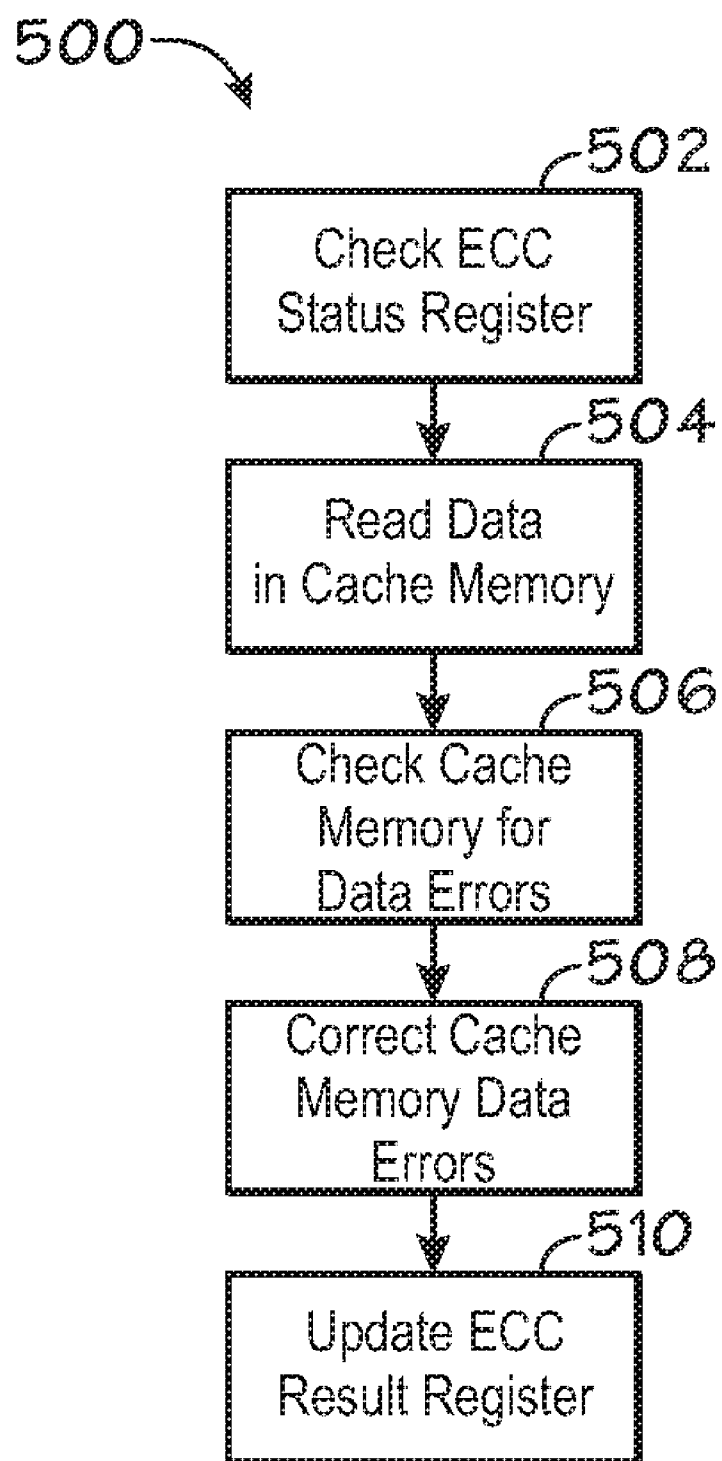 500
502
Check ECC
Status Register
504
Read Data
in Cache Memory
506
Check Cache
Memory for
Data Errors
508
Correct Cache
Memory Data
Errors
510
Update ECC
Result Register